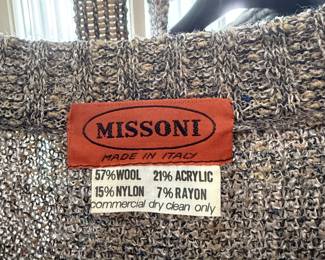 MISSONI
MADE IN ITALY
57% WOOL 21% ACRYLIC
15% NYLON 7% RAYON
commercial dry clean only